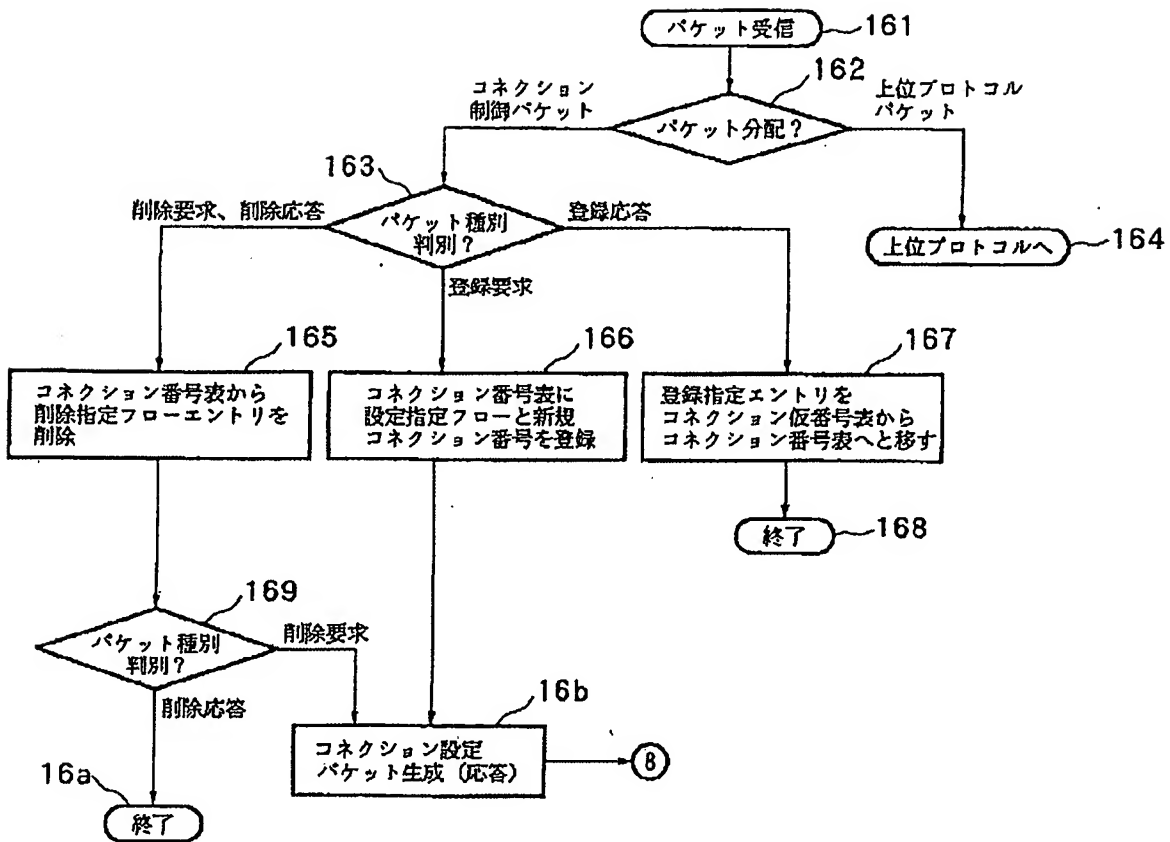 パケット受信
161
162
コネクション
制御パケット
上位プロトコル
パケット
パケット分配?
163
削除要求、削除応答
パケット種別
判別?
登録応答
登録要求
上位プロトコルへ
164
165
166
167
コネクション番号表から
削除指定フローエントリを
削除
コネクション番号表に
設定指定フローと新規
コネクション番号を登録
登録指定エントリを
コネクション仮番号表から
コネクション番号表へと移す
終了
168
169
パケット種別
判別?
削除要求
削除応答
16b
コネクション設定
パケット生成(応答)
8
16a
終了